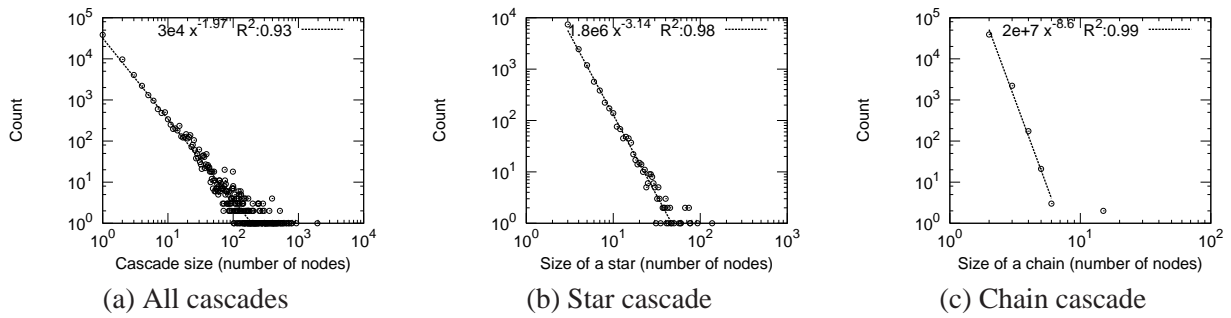 3e4 x^-1.97 R^2:0.93
10^5
10^4
10^3
10^2
10^1
10^0
Count
10^0 10^1 10^2 10^3 10^4
Cascade size (number of nodes)
(a) All cascades
1.8e6 x^-3.14 R^2:0.98
10^4
10^3
10^2
10^1
10^0
Count
10^0 10^1 10^2 10^3
Size of a star (number of nodes)
(b) Star cascade
2e+7 x^-8.6 R^2:0.99
10^5
10^4
10^3
10^2
10^1
10^0
Count
10^0 10^1 10^2
Size of a chain (number of nodes)
(c) Chain cascade